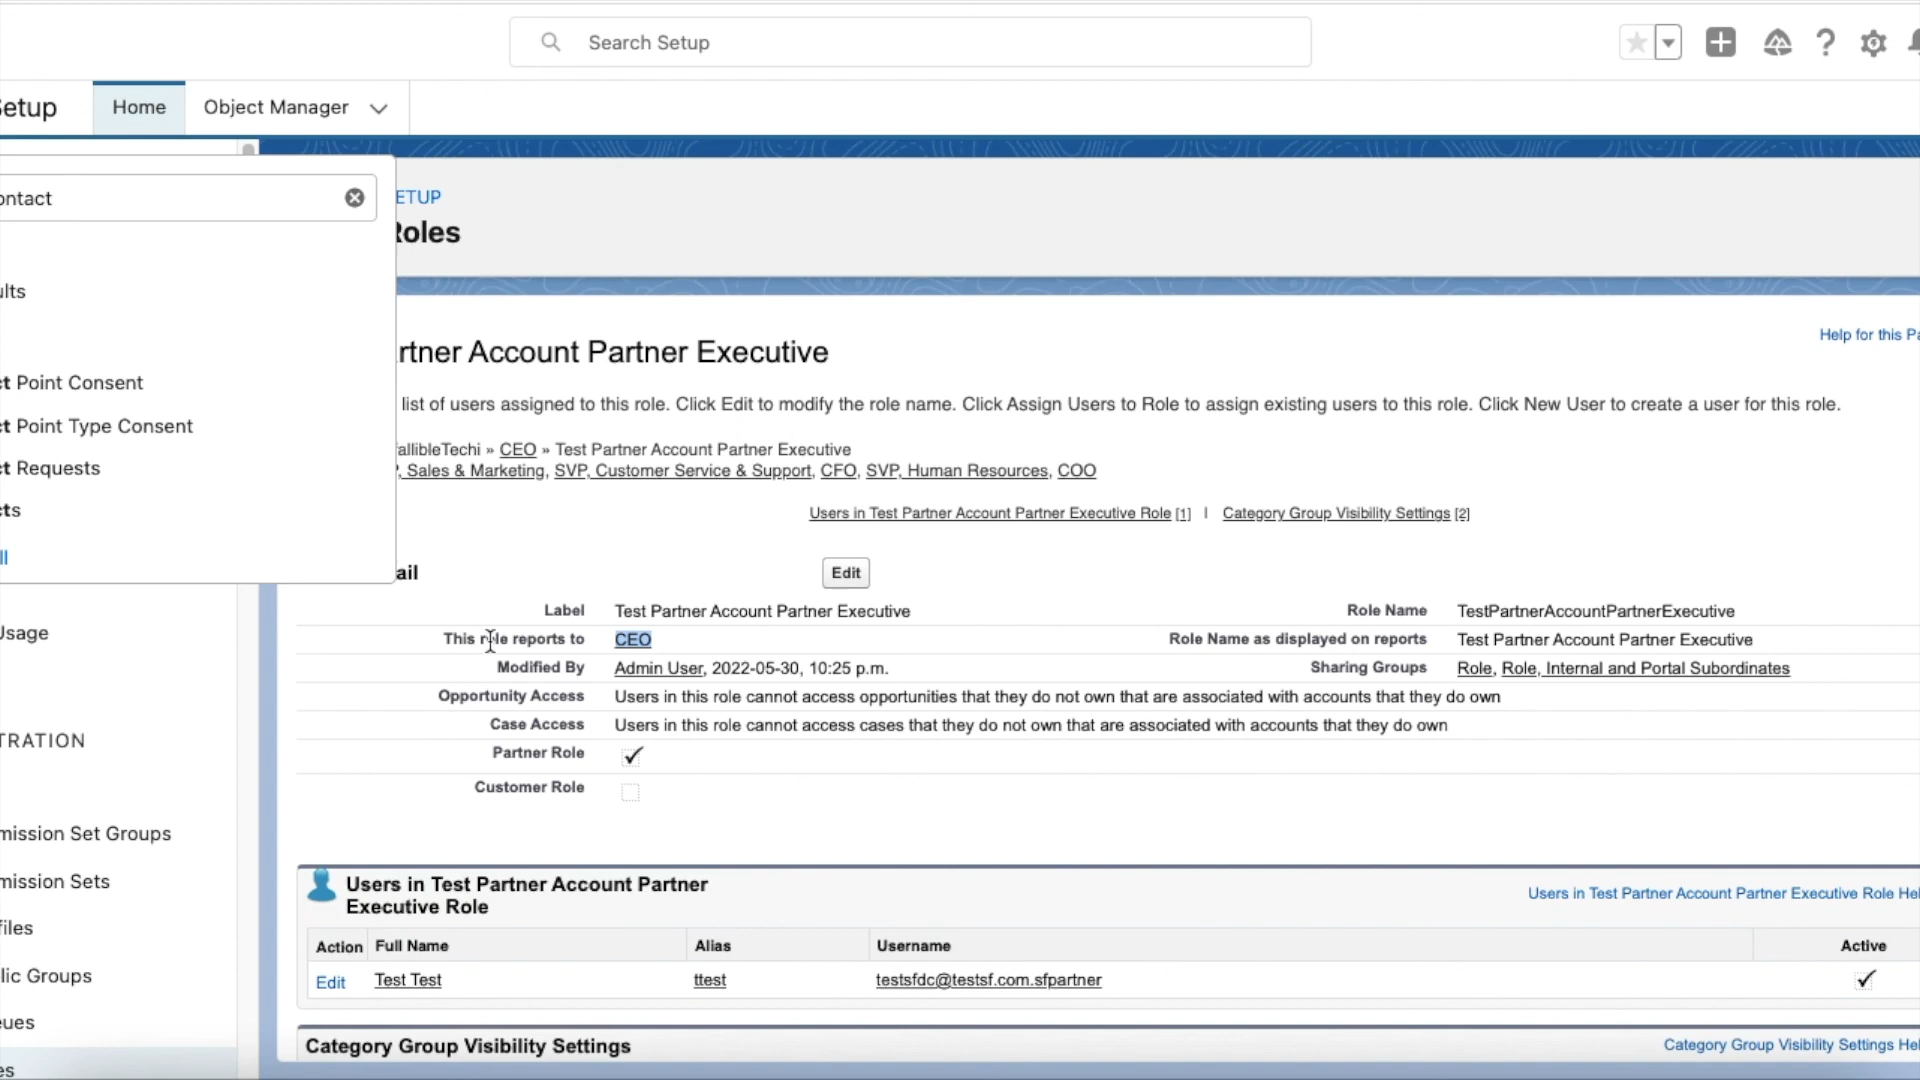 Search Setup
Setup
Home
Object Manager
ontact
ETUP
Roles
ults
Help for this Pa
rtner Account Partner Executive
ct Point Consent
list of users assigned to this role. Click Edit to modify the role name. Click Assign Users to Role to assign existing users to this role. Click New User to create a user for this role.
ct Point Type Consent
fallibleTechi » CEO » Test Partner Account Partner Executive
, Sales & Marketing, SVP, Customer Service & Support, CFO, SVP, Human Resources, COO
ct Requests
cts
Users in Test Partner Account Partner Executive Role [1] | Category Group Visibility Settings [2]
ll
ail
Edit
Label Test Partner Account Partner Executive Role Name TestPartnerAccountPartnerExecutive
This role reports to CEO Role Name as displayed on reports Test Partner Account Partner Executive
Usage
Modified By Admin User, 2022-05-30, 10:25 p.m. Sharing Groups Role, Role, Internal and Portal Subordinates
Opportunity Access Users in this role cannot access opportunities that they do not own that are associated with accounts that they do own
Case Access Users in this role cannot access cases that they do not own that are associated with accounts that they do own
TRATION
Partner Role
Customer Role
mission Set Groups
mission Sets
files
lic Groups
eues
es
Users in Test Partner Account Partner
Executive Role
Users in Test Partner Account Partner Executive Role Hel
Action Full Name Alias Username Active
Edit Test Test ttest testsfdc@testsf.com.sfpartner
Category Group Visibility Settings
Category Group Visibility Settings Hel